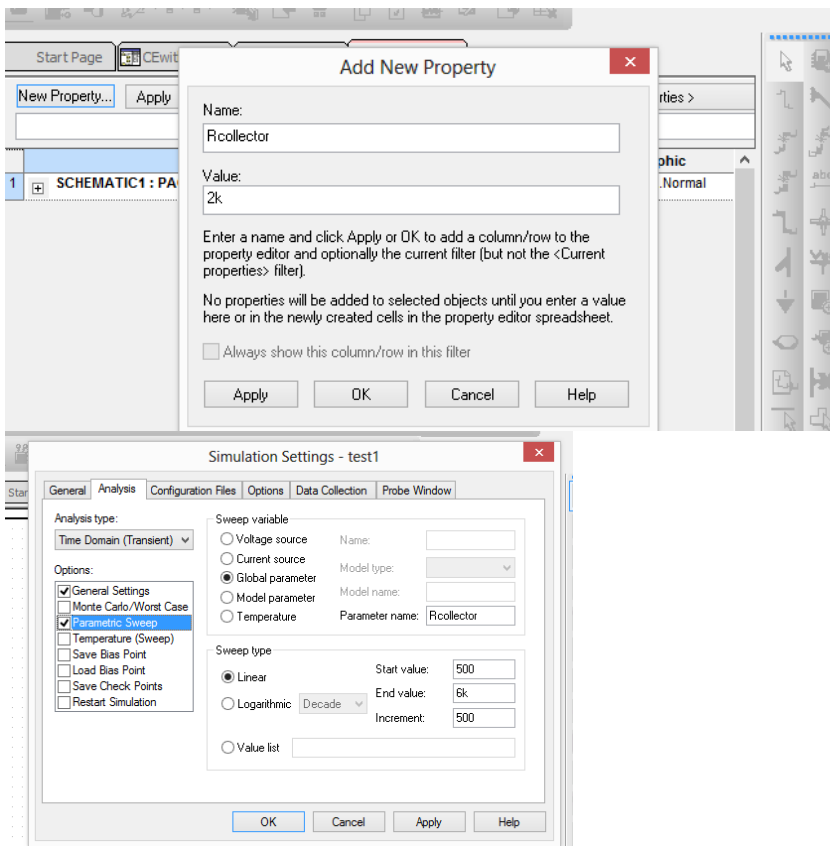 Start Page
CEwit
Add New Property
New Property...
Apply
rties >
Name:
Rcollector
phic
1
SCHEMATIC1 : PA
.Normal
Value:
2k
Enter a name and click Apply or OK to add a column/row to the
property editor and optionally the current filter (but not the <Current
properties> filter).
No properties will be added to selected objects until you enter a value
here or in the newly created cells in the property editor spreadsheet.
Always show this column/row in this filter
Apply
OK
Cancel
Help
abc
Simulation Settings - test1
Star
General
Analysis
Configuration Files
Options
Data Collection
Probe Window
Analysis type:
Time Domain (Transient)
Options:
General Settings
Monte Carlo/Worst Case
Parametric Sweep
Temperature (Sweep)
Save Bias Point
Load Bias Point
Save Check Points
Restart Simulation
Sweep variable
Voltage source
Current source
Global parameter
Model parameter
Temperature
Name:
Model type:
Model name:
Parameter name: Rcollector
Sweep type
Linear
Logarithmic
Decade
Value list
Start value: 500
End value: 6k
Increment: 500
OK
Cancel
Apply
Help